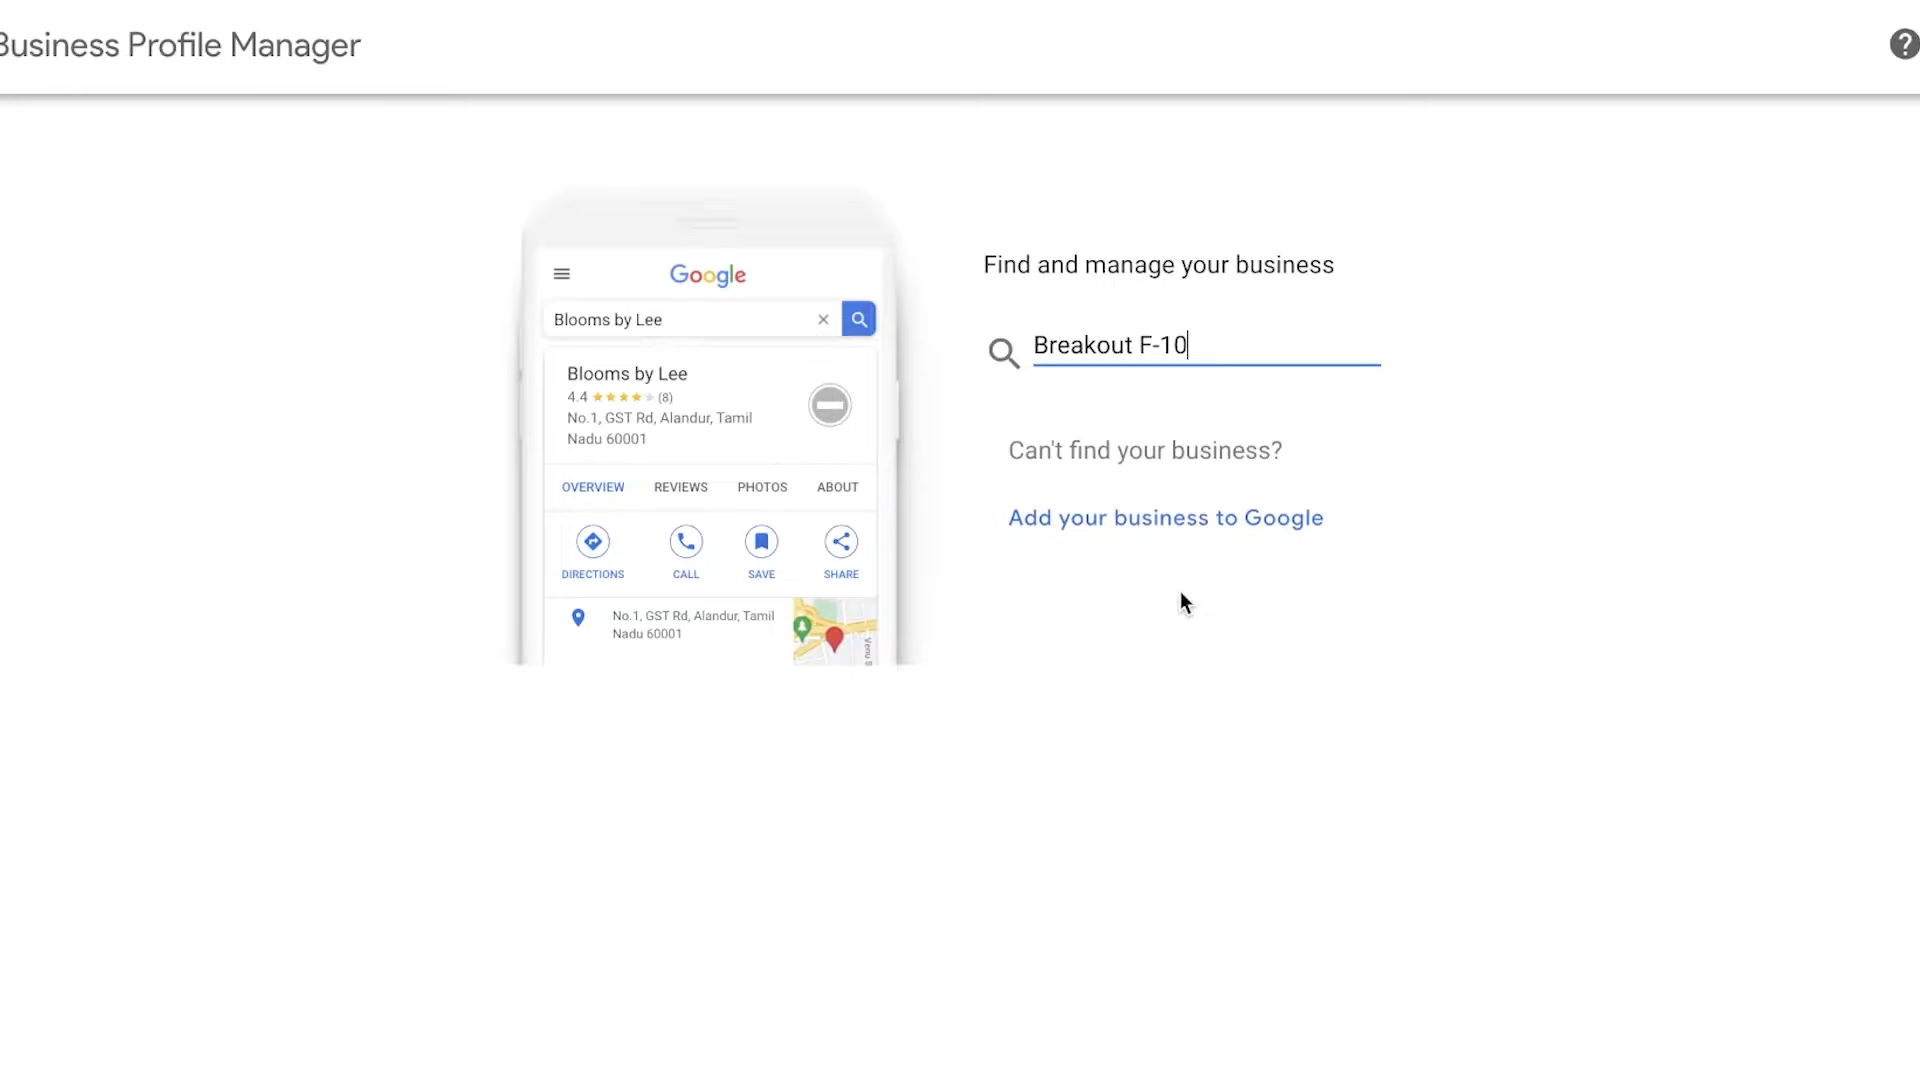 Business Profile Manager
Google
Blooms by Lee
Blooms by Lee
4.4 (8)
No.1, GST Rd, Alandur, Tamil
Nadu 60001
OVERVIEW REVIEWS PHOTOS ABOUT
DIRECTIONS CALL SAVE SHARE
No.1, GST Rd, Alandur, Tamil
Nadu 60001
Find and manage your business
Breakout F-10
Can't find your business?
Add your business to Google